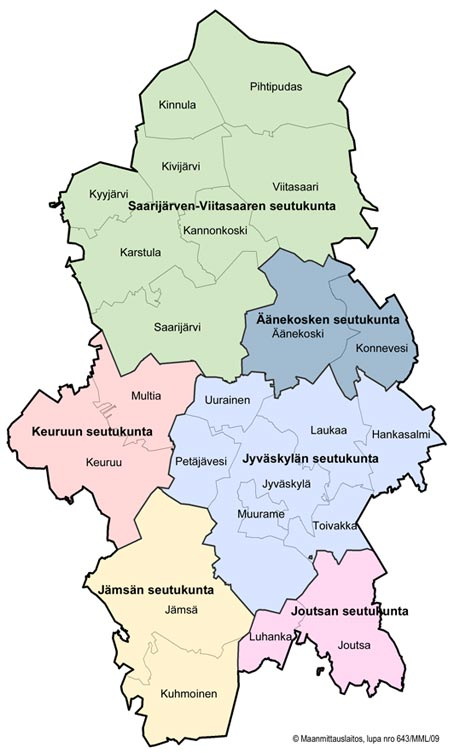 Pihtipudas
Kinnula
Kivijärvi
Viitasaari
Kyyjärvi
Saarijärven-Viitasaaren seutukunta
Kannonkoski
Karstula
Saarijärvi
Äänekosken seutukunta
Äänekoski
Konnevesi
Multia
Uurainen
Laukaa
Hankasalmi
Keuruun seutukunta
Keuruu
Petäjävesi
Jyväskylän seutukunta
Jyväskylä
Muurame
Toivakka
Jämsän seutukunta
Jämsä
Joutsan seutukunta
Luhanka
Joutsa
Kuhmoinen
© Maanmittauslaitos, lupa nro 643/MML/09